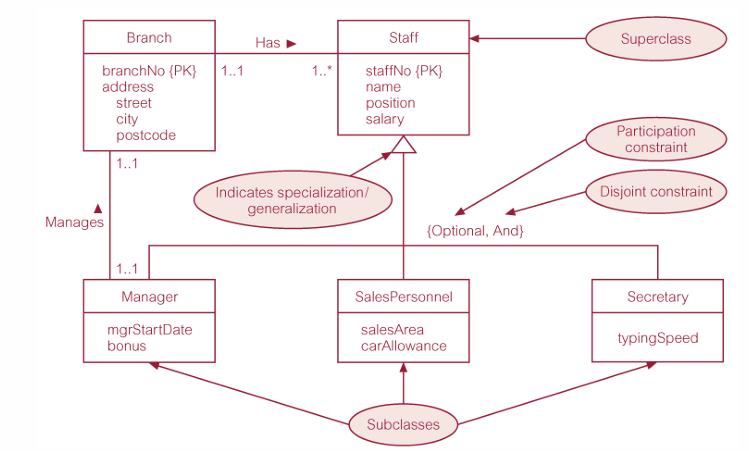 Branch
Has ►
Staff
Superclass
branchNo {PK}
address
street
city
postcode
1..1
1..*
staffNo {PK}
name
position
salary
Participation
constraint
1..1
Indicates specialization/
generalization
Disjoint constraint
▲
Manages
{Optional, And}
1..1
Manager
SalesPersonnel
Secretary
mgrStartDate
bonus
salesArea
carAllowance
typingSpeed
Subclasses